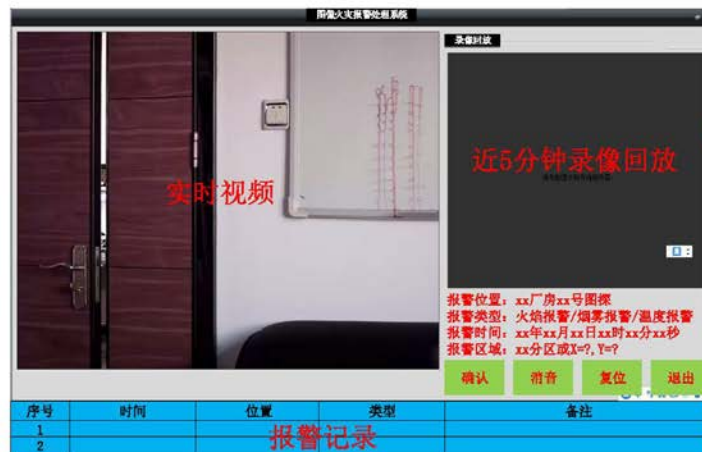 图像火灾报警处理系统
录像回放
实时视频
近5分钟录像回放
报警位置：xx厂房xx号图探
报警类型：火焰报警/烟雾报警/温度报警
报警时间：xx年xx月xx日xx时xx分xx秒
报警区域：xx分区或X=?,Y=?
确认 消音 复位 退出
序号 时间 位置 类型 备注
1
2
报警记录